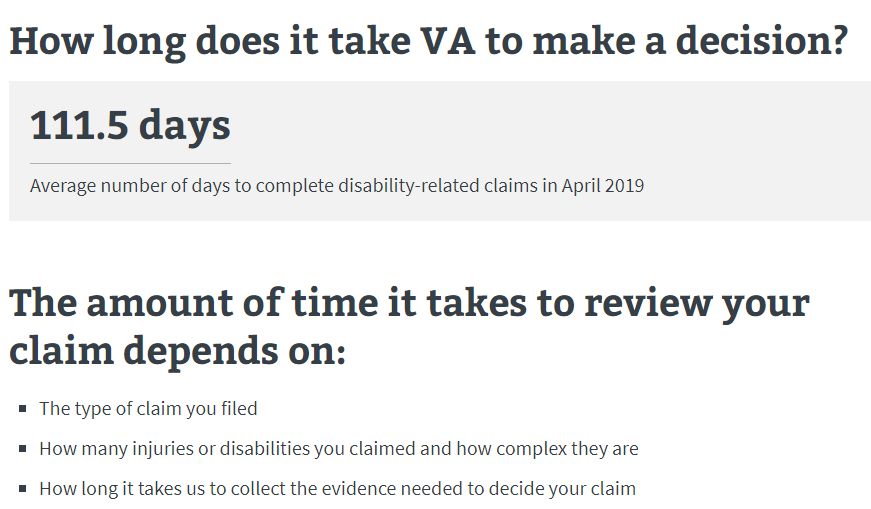 How long does it take VA to make a decision?
111.5 days
Average number of days to complete disability-related claims in April 2019
The amount of time it takes to review your
claim depends on:
▪ The type of claim you filed
▪ How many injuries or disabilities you claimed and how complex they are
▪ How long it takes us to collect the evidence needed to decide your claim